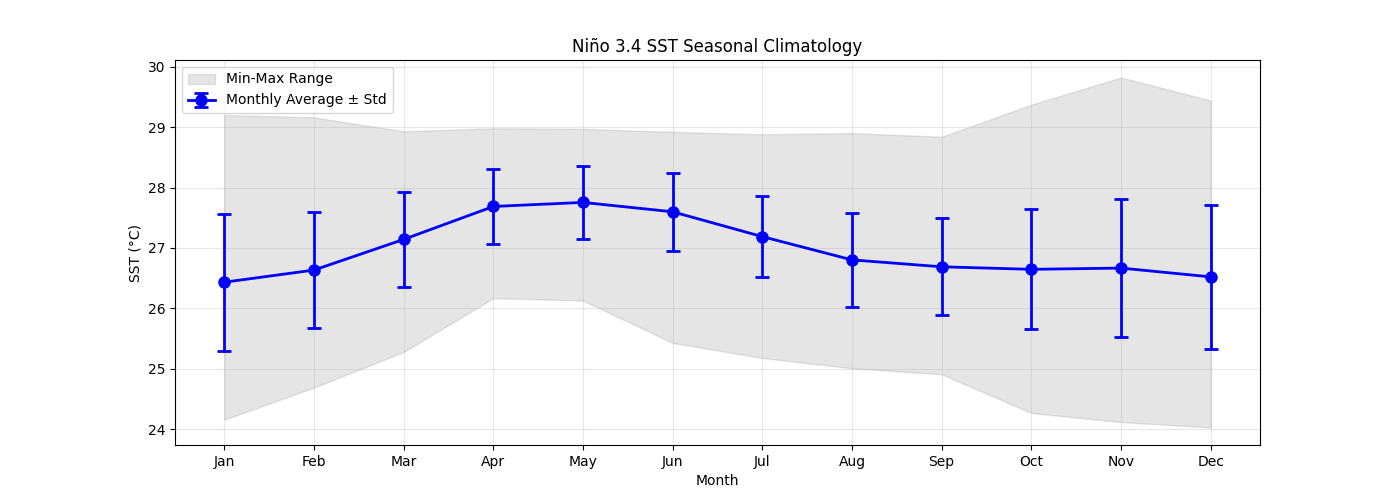 Niño 3.4 SST Seasonal Climatology
Min-Max Range
Monthly Average ± Std
SST (°C)
30
29
28
27
26
25
24
Jan Feb Mar Apr May Jun Jul Aug Sep Oct Nov Dec
Month